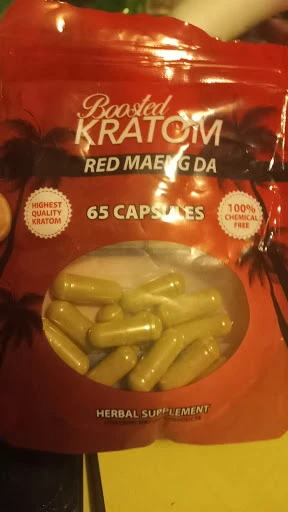 Boosted
KRATOM
RED MAENG DA
HIGHEST
QUALITY
KRATOM
100%
CHEMICAL
FREE
65 CAPSULES
HERBAL SUPPLEMENT